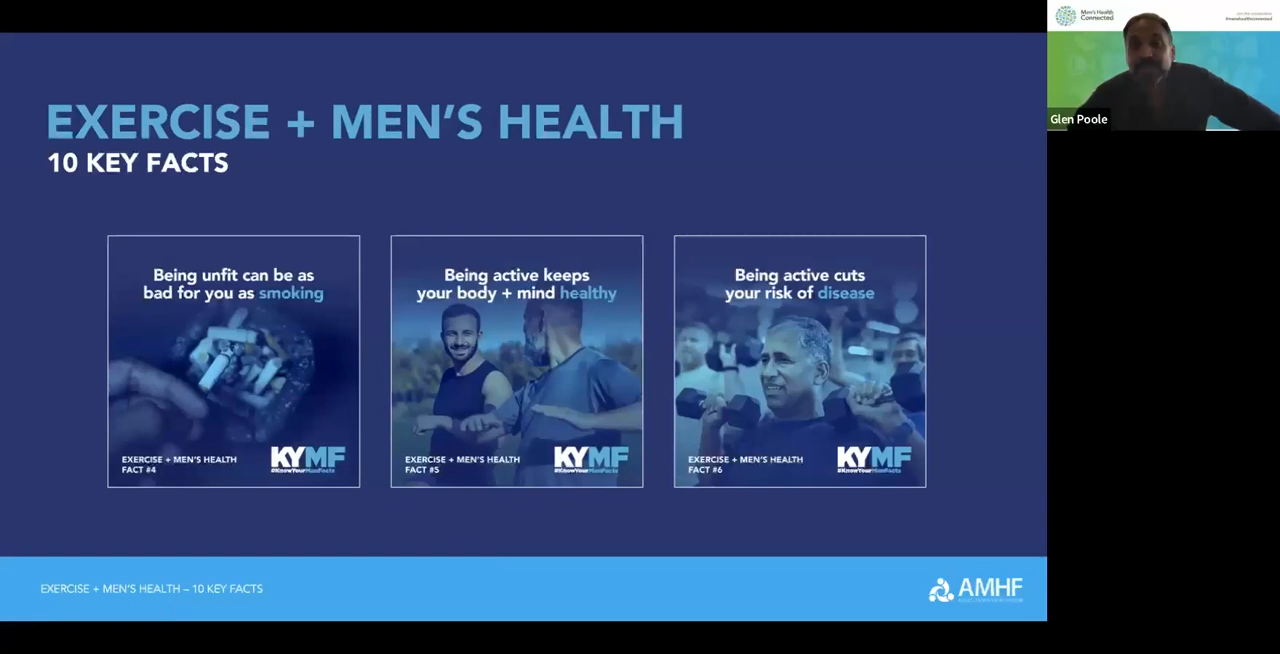 EXERCISE + MEN'S HEALTH
10 KEY FACTS
Being unfit can be as
bad for you as smoking
EXERCISE + MEN'S HEALTH
FACT #4
KYMF
#KnowYourManFacts
Being active keeps
your body + mind healthy
EXERCISE + MEN'S HEALTH
FACT #5
KYMF
#KnowYourManFacts
Being active cuts
your risk of disease
EXERCISE + MEN'S HEALTH
FACT #6
KYMF
#KnowYourManFacts
EXERCISE + MEN'S HEALTH – 10 KEY FACTS
AMHF
Men's Health
Connected
Glen Poole